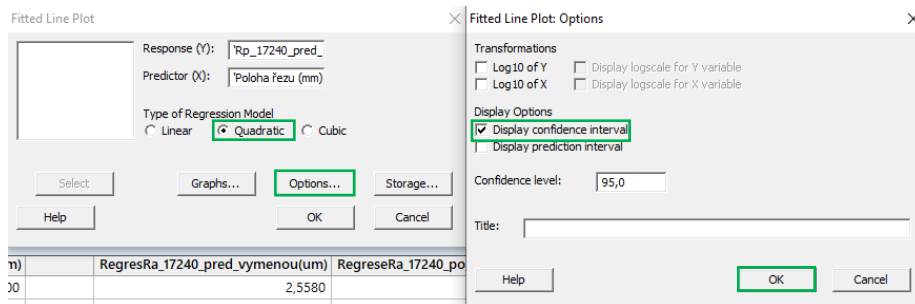 Fitted Line Plot
Response (Y): 'Rp_17240_pred_
Predictor (X): 'Poloha řezu (mm)
Type of Regression Model
Linear Quadratic Cubic
Select Graphs... Options... Storage...
Help OK Cancel
m) RegresRa_17240_pred_vymenou(um) RegreseRa_17240_po
00 2,5580
Fitted Line Plot: Options
Transformations
Log10 of Y Display logscale for Y variable
Log10 of X Display logscale for X variable
Display Options
Display confidence interval
Display prediction interval
Confidence level: 95,0
Title:
Help OK Cancel